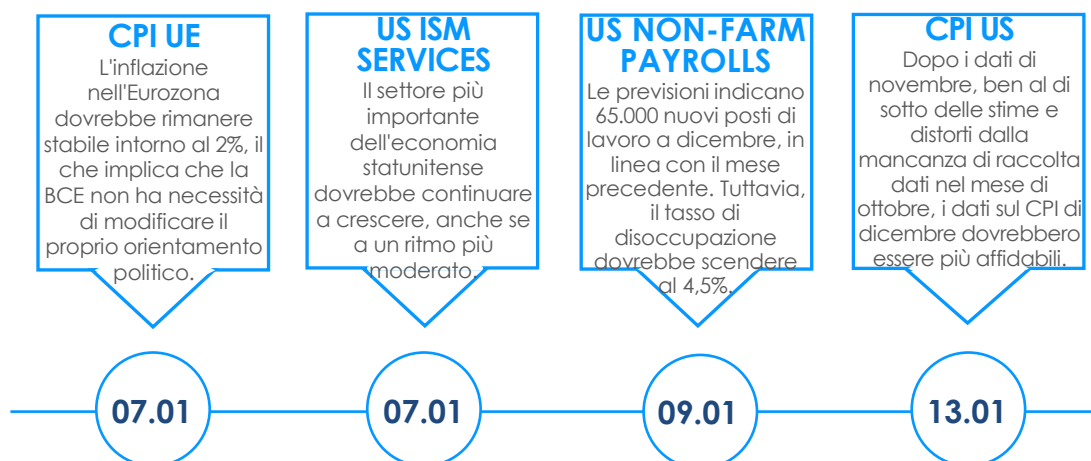 CPI UE
L'inflazione
nell'Eurozona
dovrebbe rimanere
stabile intorno al 2%, il
che implica che la
BCE non ha necessità
di modificare il
proprio orientamento
politico.
US ISM
SERVICES
Il settore più
importante
dell'economia
statunitense
dovrebbe continuare
a crescere, anche se
a un ritmo più
moderato.
US NON-FARM
PAYROLLS
Le previsioni indicano
65.000 nuovi posti di
lavoro a dicembre, in
linea con il mese
precedente. Tuttavia,
il tasso di
disoccupazione
dovrebbe scendere
al 4,5%.
CPI US
Dopo i dati di
novembre, ben al di
sotto delle stime e
distorti dalla
mancanza di raccolta
dati nel mese di
ottobre, i dati sul CPI di
dicembre dovrebbero
essere più affidabili.
07.01
07.01
09.01
13.01